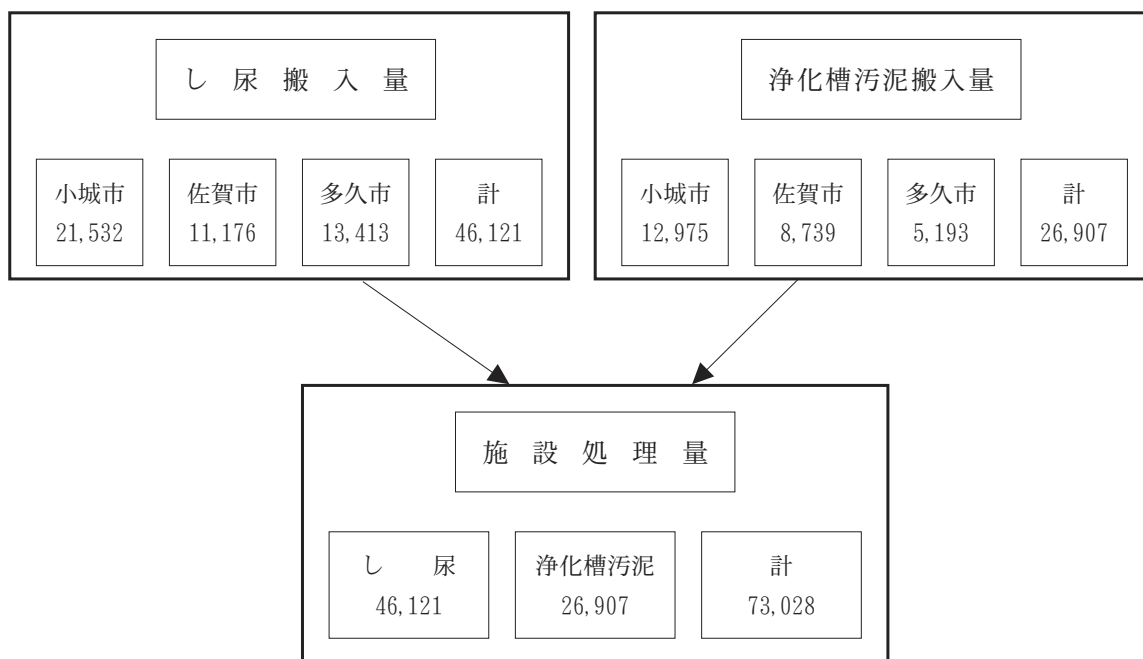 し尿搬入量
小城市
21,532
佐賀市
11,176
多久市
13,413
計
46,121
浄化槽汚泥搬入量
小城市
12,975
佐賀市
8,739
多久市
5,193
計
26,907
施設処理量
し尿
46,121
浄化槽汚泥
26,907
計
73,028